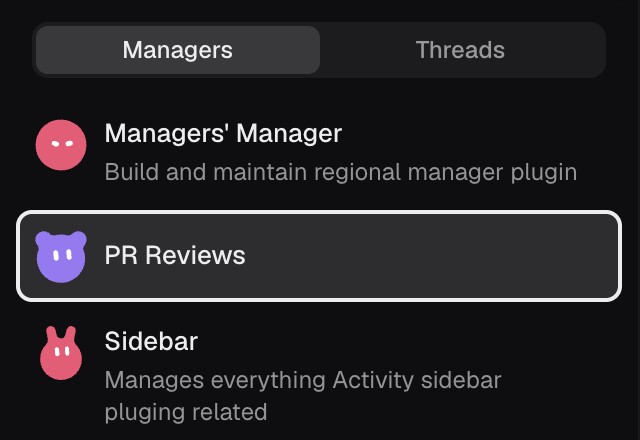 Managers
Threads
Managers' Manager
Build and maintain regional manager plugin
PR Reviews
Sidebar
Manages everything Activity sidebar
pluging related